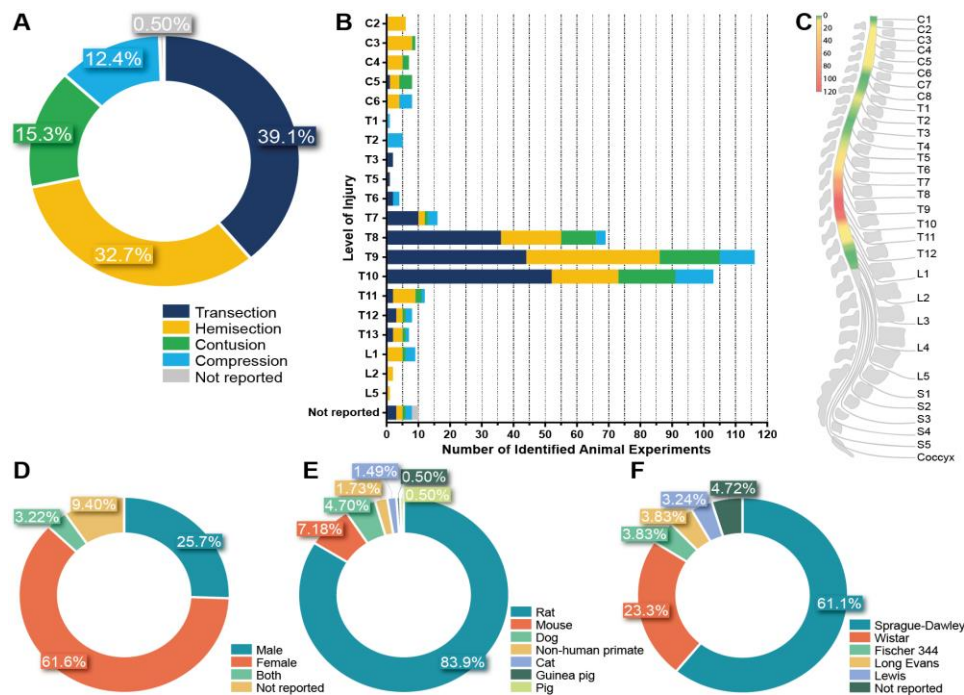 A
0.50%
12.4%
15.3%
39.1%
32.7%
Transection
Hemisection
Contusion
Compression
Not reported
B
Level of Injury
C2
C3
C4
C5
C6
T1
T2
T3
T5
T6
T7
T8
T9
T10
T11
T12
T13
L1
L2
L5
Not reported
0 10 20 30 40 50 60 70 80 90 100 110 120
Number of Identified Animal Experiments
C
0
20
40
60
80
100
120
C1
C2
C3
C4
C5
C6
C7
C8
T1
T2
T3
T4
T5
T6
T7
T8
T9
T10
T11
T12
L1
L2
L3
L4
L5
S1
S2
S3
S4
S5
Coccyx
D
9.40%
3.22%
25.7%
61.6%
Male
Female
Both
Not reported
E
1.49%
0.50%
1.73%
0.50%
4.70%
7.18%
83.9%
Rat
Mouse
Dog
Non-human primate
Cat
Guinea pig
Pig
F
4.72%
3.24%
3.83%
3.83%
23.3%
61.1%
Sprague-Dawley
Wistar
Fischer 344
Long Evans
Lewis
Not reported